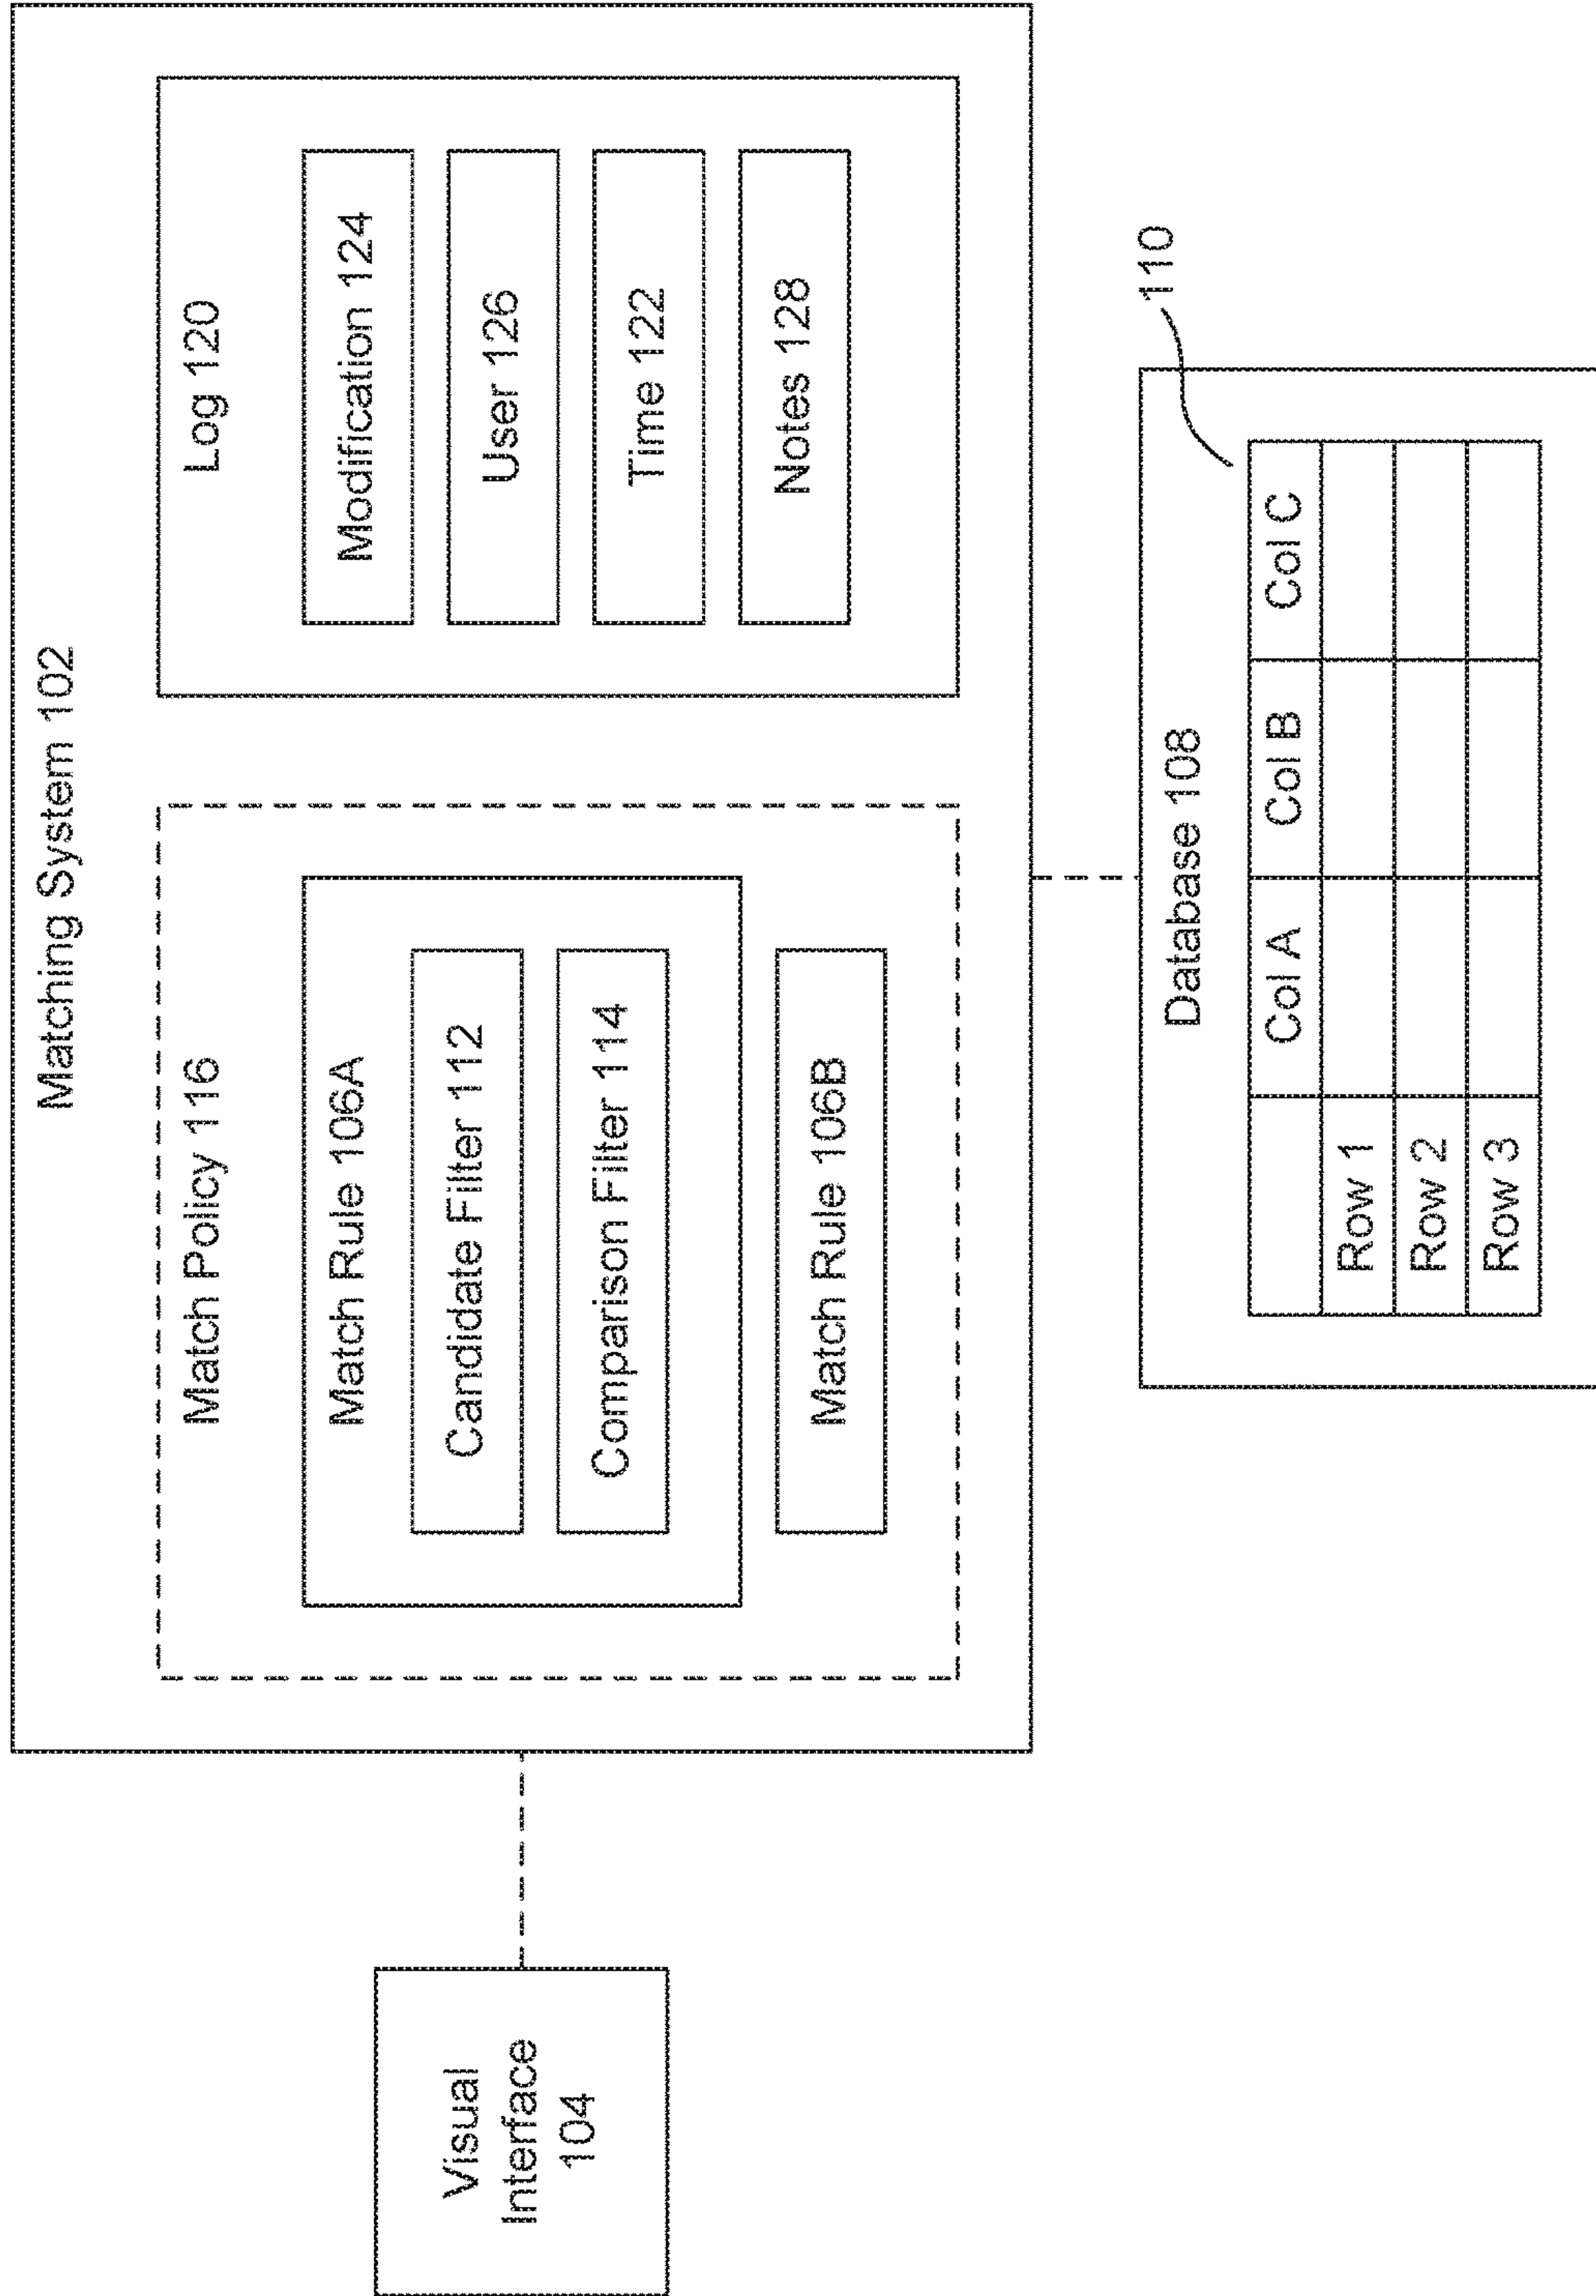 Matching System 102
Visual
Interface
104
Match Policy 116
Match Rule 106A
Candidate Filter 112
Comparison Filter 114
Match Rule 106B
Log 120
Modification 124
User 126
Time 122
Notes 128
Database 108
110
Col A Col B Col C
Row 1
Row 2
Row 3